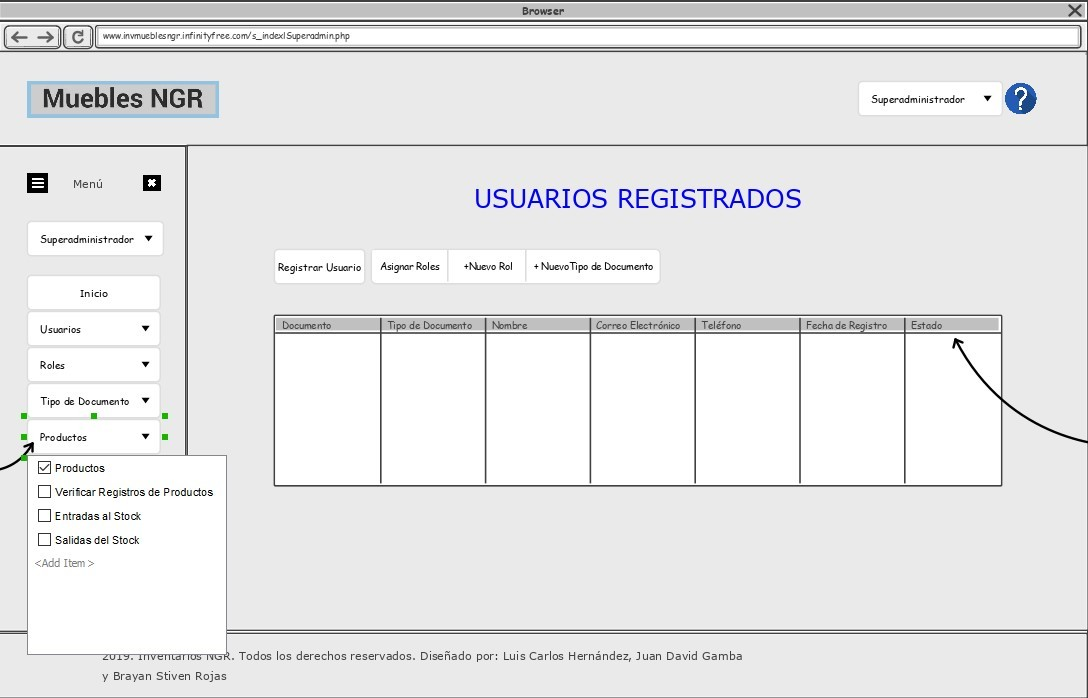 Browser
www.invmueblesngr.infinityfree.com/s_indexlSuperadmin.php
Muebles NGR
Superadministrador
?
Menú
USUARIOS REGISTRADOS
Superadministrador
Registrar Usuario
Asignar Roles
+Nuevo Rol
+ NuevoTipo de Documento
Inicio
Usuarios
Roles
Tipo de Documento
Productos
Documento
Tipo de Documento
Nombre
Correo Electrónico
Teléfono
Fecha de Registro
Estado
Productos
Verificar Registros de Productos
Entradas al Stock
Salidas del Stock
<Add Item >
2019. Inventarios NGR. Todos los derechos reservados. Diseñado por: Luis Carlos Hernández, Juan David Gamba
y Brayan Stiven Rojas